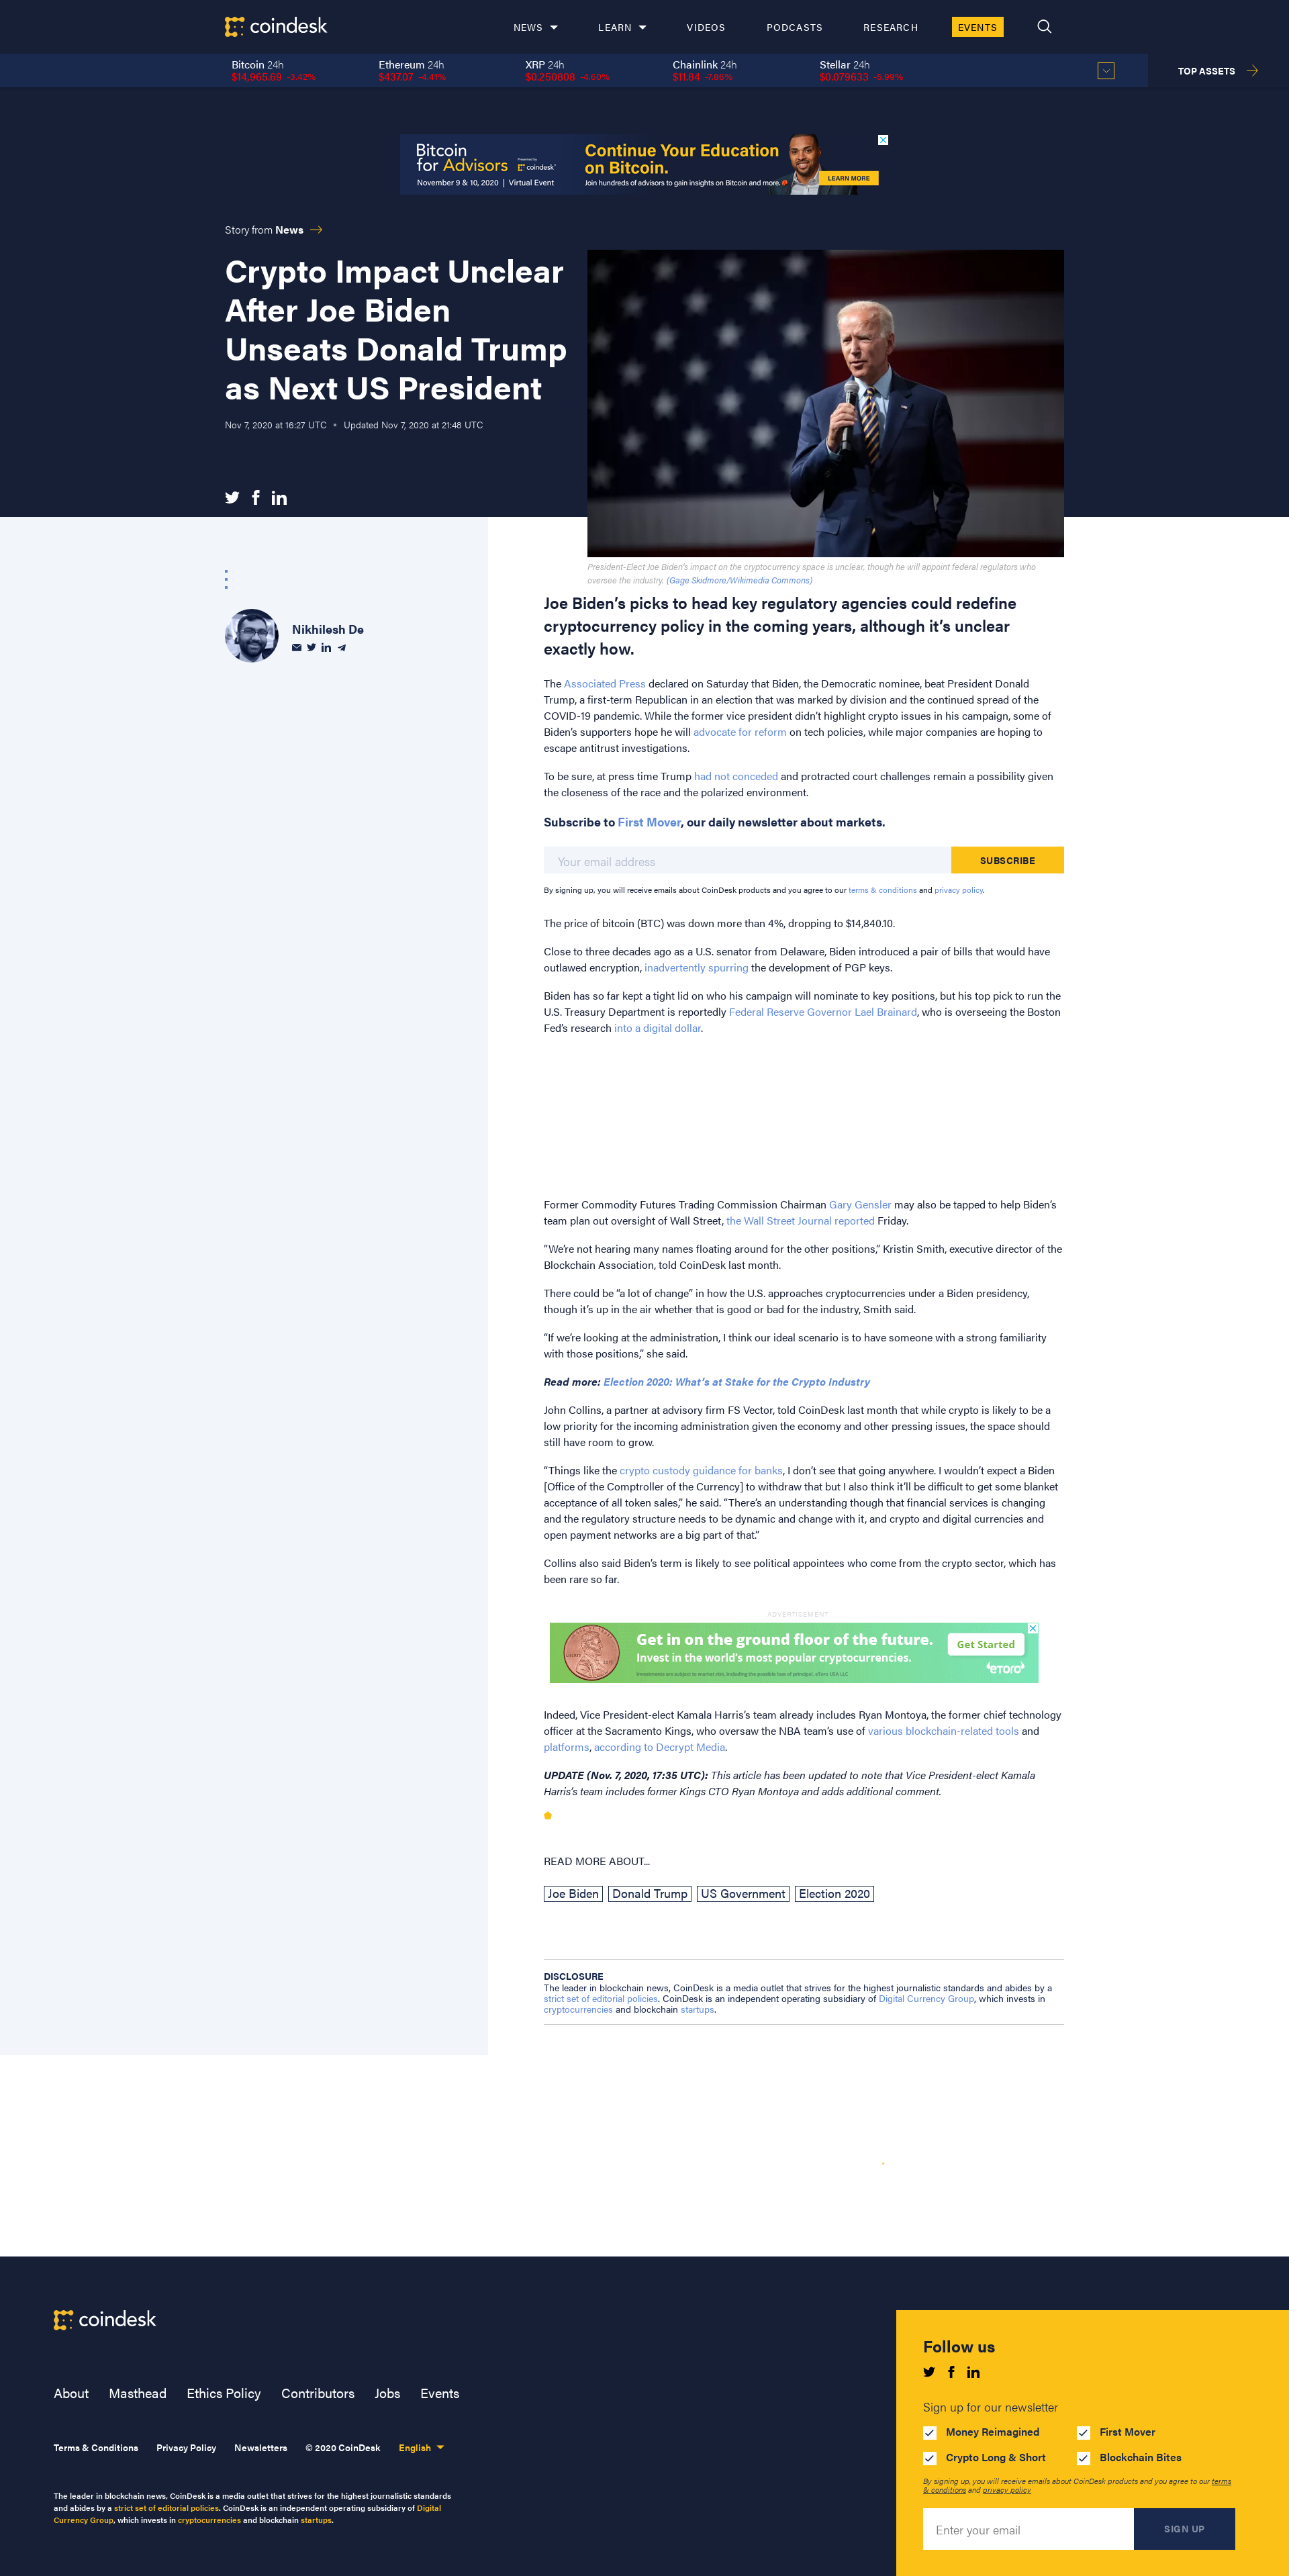 coindesk
NEWS
LEARN
VIDEOS
PODCASTS
RESEARCH
EVENTS
Bitcoin 24h
$14,965.69 -3.42%
Ethereum 24h
$437.07 -4.41%
XRP 24h
$0.250808 -4.60%
Chainlink 24h
$11.84 -7.86%
Stellar 24h
$0.079633 -5.99%
TOP ASSETS
Bitcoin
for Advisors
Presented by
coindesk
November 9 & 10, 2020 | Virtual Event
Continue Your Education
on Bitcoin.
Join hundreds of advisors to gain insights on Bitcoin and more.
LEARN MORE
Story from News
Crypto Impact Unclear
After Joe Biden
Unseats Donald Trump
as Next US President
Nov 7, 2020 at 16:27 UTC • Updated Nov 7, 2020 at 21:48 UTC
President-Elect Joe Biden's impact on the cryptocurrency space is unclear, though he will appoint federal regulators who
oversee the industry. (Gage Skidmore/Wikimedia Commons)
Nikhilesh De
Joe Biden’s picks to head key regulatory agencies could redefine
cryptocurrency policy in the coming years, although it’s unclear
exactly how.
The Associated Press declared on Saturday that Biden, the Democratic nominee, beat President Donald
Trump, a first-term Republican in an election that was marked by division and the continued spread of the
COVID-19 pandemic. While the former vice president didn’t highlight crypto issues in his campaign, some of
Biden’s supporters hope he will advocate for reform on tech policies, while major companies are hoping to
escape antitrust investigations.
To be sure, at press time Trump had not conceded and protracted court challenges remain a possibility given
the closeness of the race and the polarized environment.
Subscribe to First Mover, our daily newsletter about markets.
Your email address
SUBSCRIBE
By signing up, you will receive emails about CoinDesk products and you agree to our terms & conditions and privacy policy.
The price of bitcoin (BTC) was down more than 4%, dropping to $14,840.10.
Close to three decades ago as a U.S. senator from Delaware, Biden introduced a pair of bills that would have
outlawed encryption, inadvertently spurring the development of PGP keys.
Biden has so far kept a tight lid on who his campaign will nominate to key positions, but his top pick to run the
U.S. Treasury Department is reportedly Federal Reserve Governor Lael Brainard, who is overseeing the Boston
Fed’s research into a digital dollar.
Former Commodity Futures Trading Commission Chairman Gary Gensler may also be tapped to help Biden’s
team plan out oversight of Wall Street, the Wall Street Journal reported Friday.
“We’re not hearing many names floating around for the other positions,” Kristin Smith, executive director of the
Blockchain Association, told CoinDesk last month.
There could be “a lot of change” in how the U.S. approaches cryptocurrencies under a Biden presidency,
though it’s up in the air whether that is good or bad for the industry, Smith said.
“If we’re looking at the administration, I think our ideal scenario is to have someone with a strong familiarity
with those positions,” she said.
Read more: Election 2020: What’s at Stake for the Crypto Industry
John Collins, a partner at advisory firm FS Vector, told CoinDesk last month that while crypto is likely to be a
low priority for the incoming administration given the economy and other pressing issues, the space should
still have room to grow.
“Things like the crypto custody guidance for banks, I don’t see that going anywhere. I wouldn’t expect a Biden
[Office of the Comptroller of the Currency] to withdraw that but I also think it’ll be difficult to get some blanket
acceptance of all token sales,” he said. “There’s an understanding though that financial services is changing
and the regulatory structure needs to be dynamic and change with it, and crypto and digital currencies and
open payment networks are a big part of that.”
Collins also said Biden’s term is likely to see political appointees who come from the crypto sector, which has
been rare so far.
ADVERTISEMENT
Get in on the ground floor of the future.
Invest in the world’s most popular cryptocurrencies.
Investments are subject to market risk, including the possible loss of principal. eToro USA LLC
Get Started
eToro
Indeed, Vice President-elect Kamala Harris’s team already includes Ryan Montoya, the former chief technology
officer at the Sacramento Kings, who oversaw the NBA team’s use of various blockchain-related tools and
platforms, according to Decrypt Media.
UPDATE (Nov. 7, 2020, 17:35 UTC): This article has been updated to note that Vice President-elect Kamala
Harris’s team includes former Kings CTO Ryan Montoya and adds additional comment.
READ MORE ABOUT...
Joe Biden
Donald Trump
US Government
Election 2020
DISCLOSURE
The leader in blockchain news, CoinDesk is a media outlet that strives for the highest journalistic standards and abides by a
strict set of editorial policies. CoinDesk is an independent operating subsidiary of Digital Currency Group, which invests in
cryptocurrencies and blockchain startups.
coindesk
About
Masthead
Ethics Policy
Contributors
Jobs
Events
Terms & Conditions
Privacy Policy
Newsletters
© 2020 CoinDesk
English
The leader in blockchain news, CoinDesk is a media outlet that strives for the highest journalistic standards
and abides by a strict set of editorial policies. CoinDesk is an independent operating subsidiary of Digital
Currency Group, which invests in cryptocurrencies and blockchain startups.
Follow us
Sign up for our newsletter
Money Reimagined
First Mover
Crypto Long & Short
Blockchain Bites
By signing up, you will receive emails about CoinDesk products and you agree to our terms
& conditions and privacy policy
Enter your email
SIGN UP